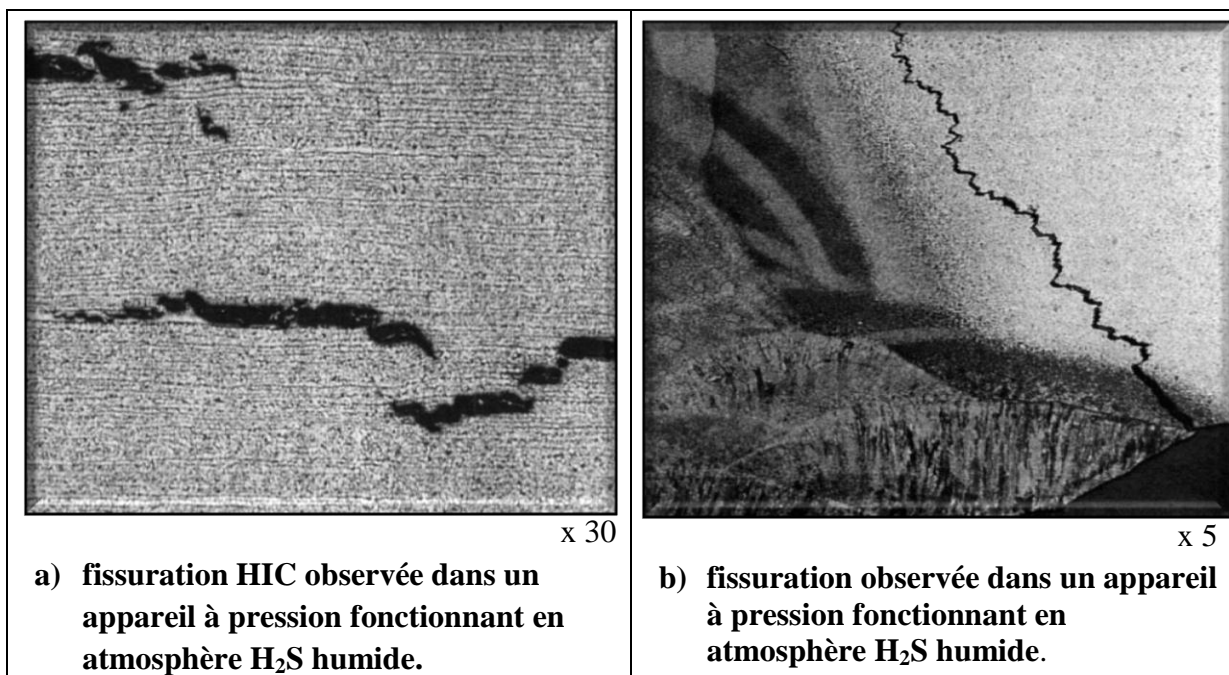 x 30
a) fissuration HIC observée dans un
appareil à pression fonctionnant en
atmosphère H₂S humide.
x 5
b) fissuration observée dans un appareil
à pression fonctionnant en
atmosphère H₂S humide.